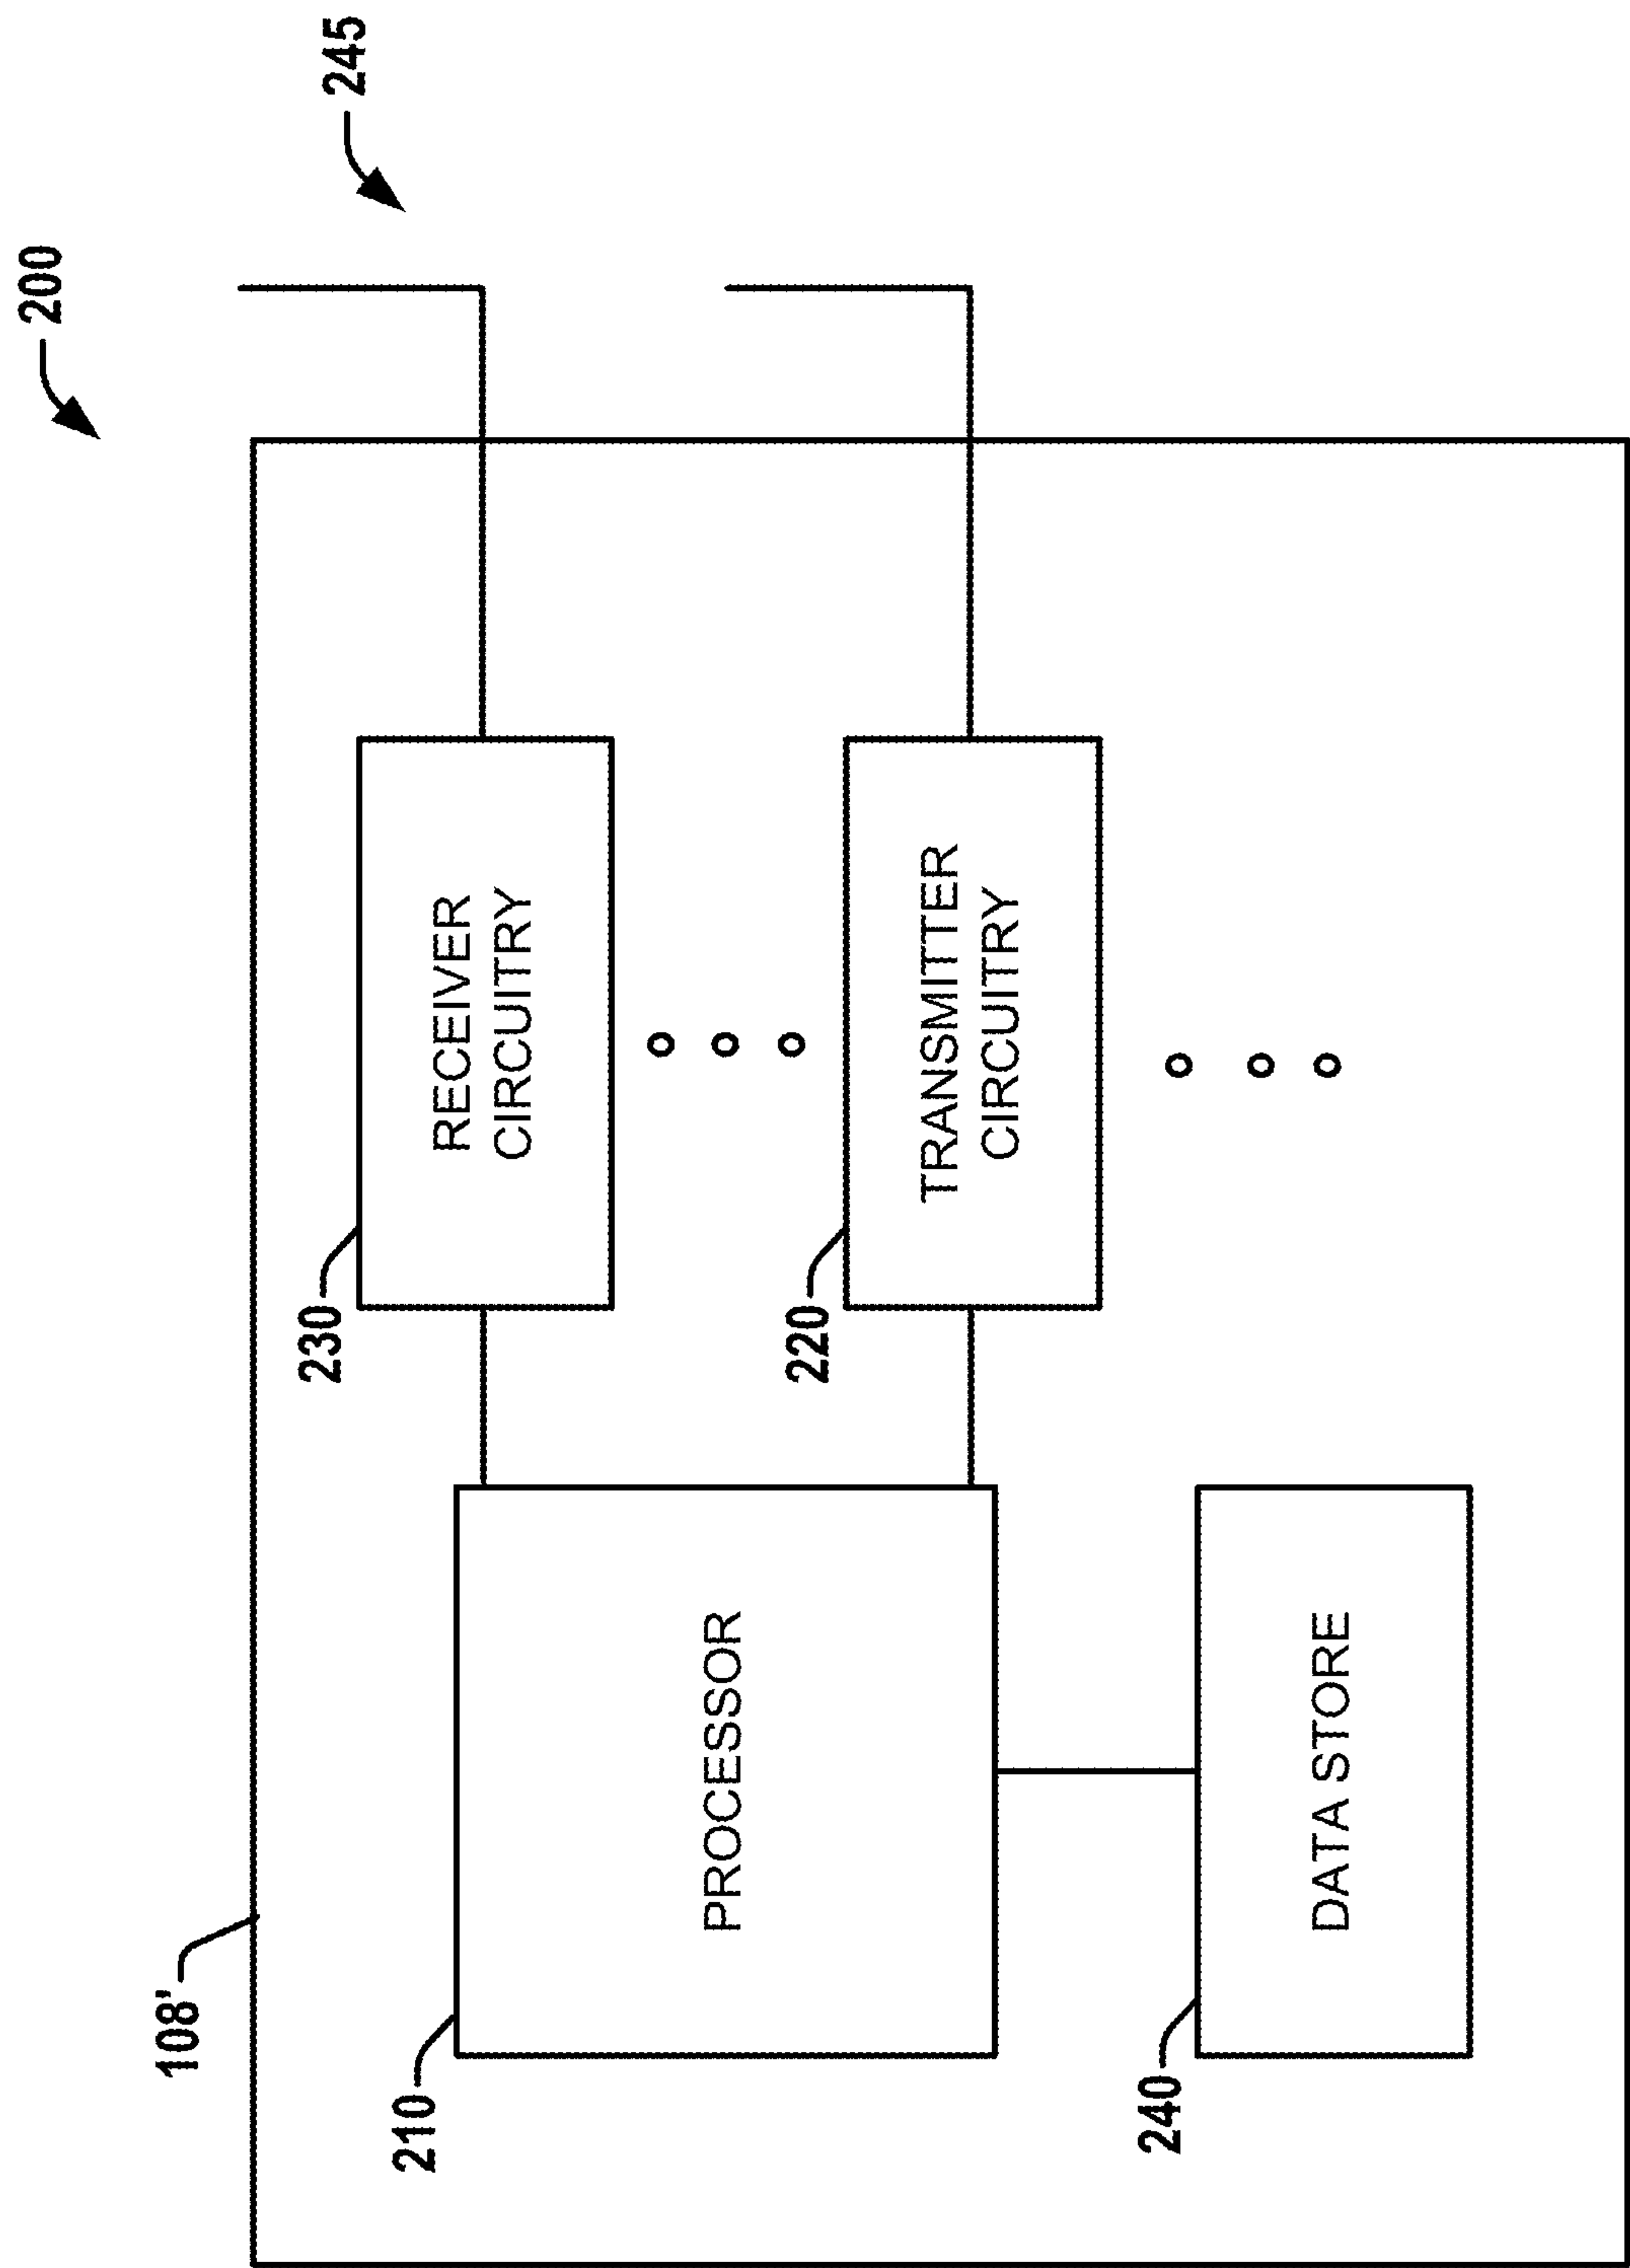 200
245
108'
230
RECEIVER
CIRCUITRY
210
PROCESSOR
220
TRANSMITTER
CIRCUITRY
240
DATA STORE